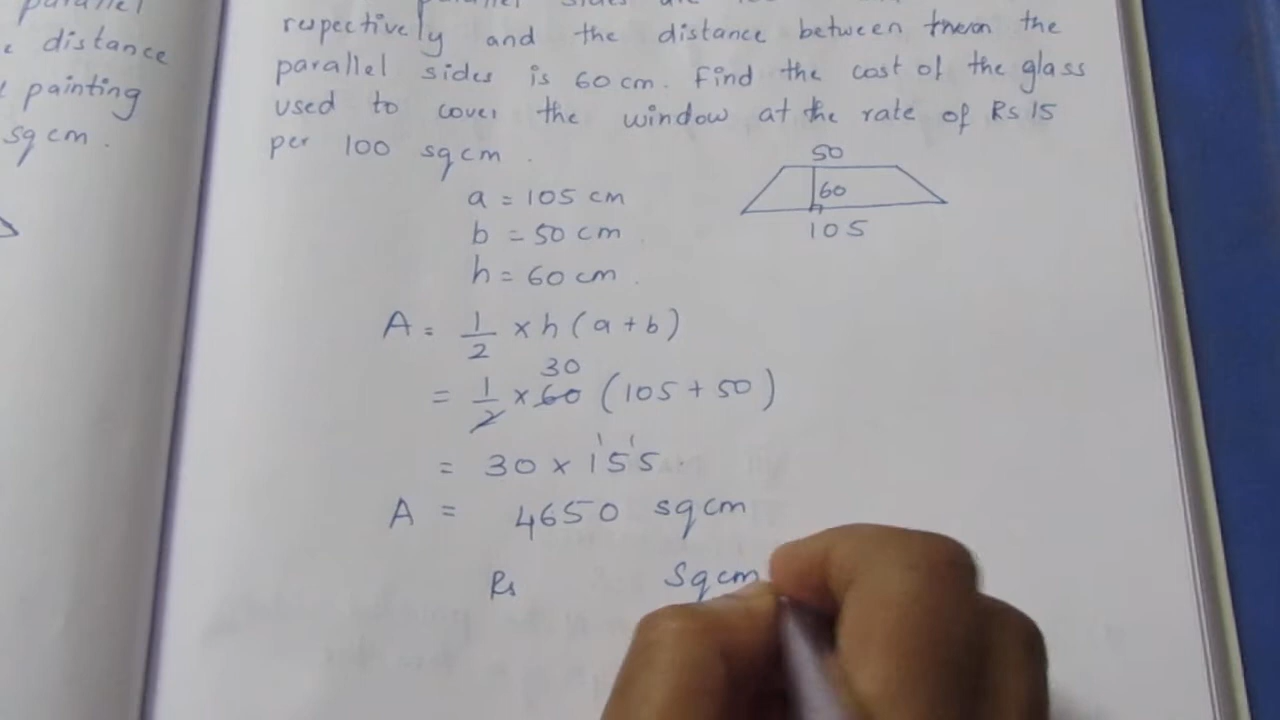 parallel
distance
painting
sq cm.
respectively and the distance between the
parallel sides is 60 cm. Find the cost of the glass
used to cover the window at the rate of Rs 15
per 100 sq cm.
50
60
105
a = 105 cm
b = 50 cm
h = 60 cm.
A = 1/2 × h (a + b)
30
= 1/2 × 60 (105 + 50)
1 1
= 30 × 155
A = 4650 sq cm
Rs Sq cm